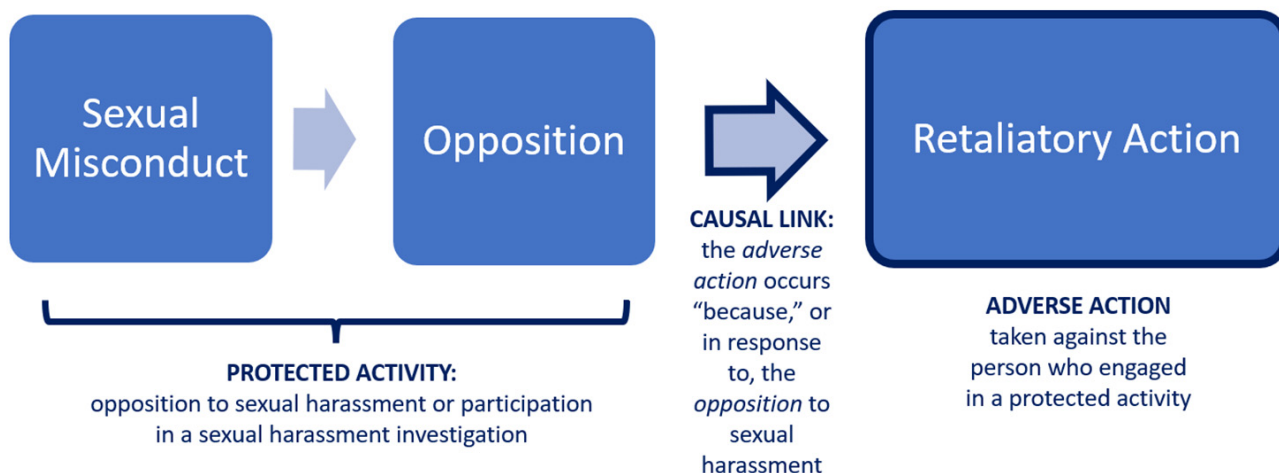 Sexual
Misconduct
Opposition
Retaliatory Action
PROTECTED ACTIVITY:
opposition to sexual harassment or participation
in a sexual harassment investigation
CAUSAL LINK:
the adverse
action occurs
“because,” or
in response
to, the
opposition to
sexual
harassment
ADVERSE ACTION
taken against the
person who engaged
in a protected activity